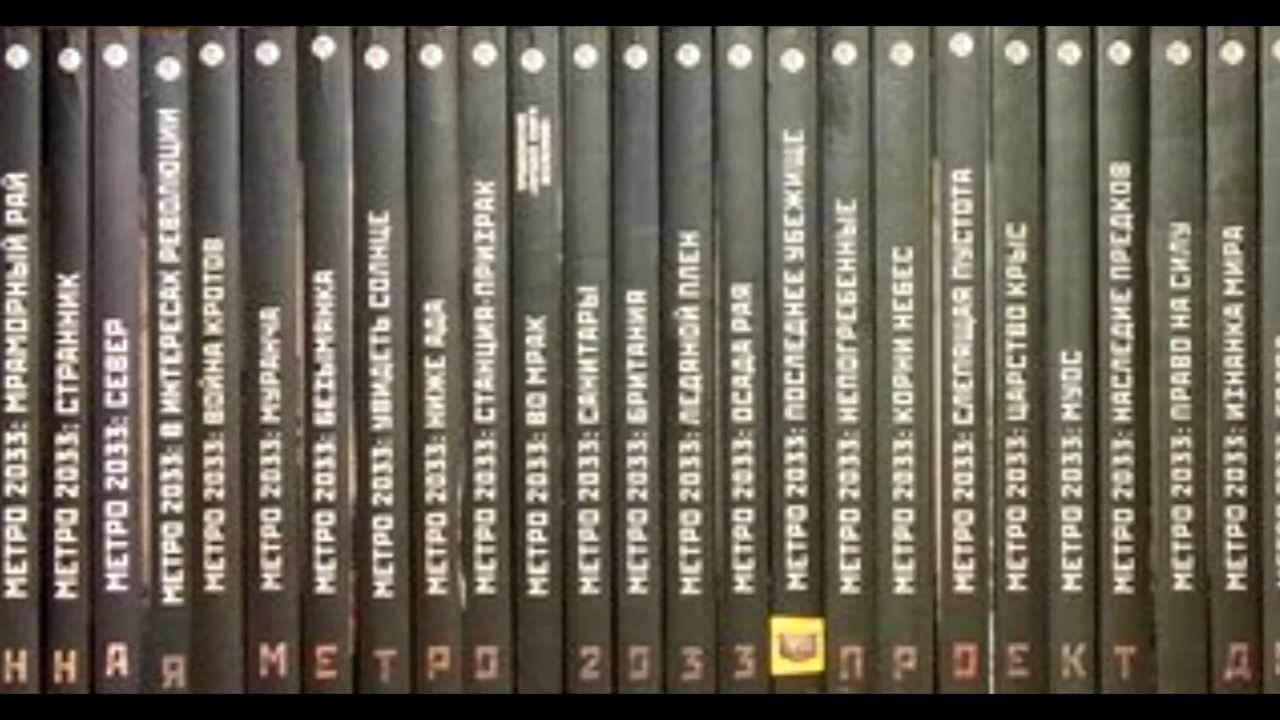 МЕТРО 2033: МРАМОРНЫЙ РАЙ
МЕТРО 2033: СТРАННИК
МЕТРО 2033: СЕВЕР
МЕТРО 2033: В ИНТЕРЕСАХ РЕВОЛЮЦИИ
МЕТРО 2033: ВОЙНА КРОТОВ
МЕТРО 2033: МУРАНЧА
МЕТРО 2033: БЕЗЫМЯНКА
МЕТРО 2033: УВИДЕТЬ СОЛНЦЕ
МЕТРО 2033: НИЖЕ АДА
МЕТРО 2033: СТАНЦИЯ-ПРИЗРАК
МЕТРО 2033: ВО МРАК
МЕТРО 2033: САНИТАРЫ
МЕТРО 2033: БРИТАНИЯ
МЕТРО 2033: ЛЕДЯНОЙ ПЛЕН
МЕТРО 2033: ОСАДА РАЯ
МЕТРО 2033: ПОСЛЕДНЕЕ УБЕЖИЩЕ
МЕТРО 2033: НЕПОГРЕБЕННЫЕ
МЕТРО 2033: КОРНИ НЕБЕС
МЕТРО 2033: СЛЕПЯЩАЯ ПУСТОТА
МЕТРО 2033: ЦАРСТВО КРЫС
МЕТРО 2033: МУОС
МЕТРО 2033: НАСЛЕДИЕ ПРЕДКОВ
МЕТРО 2033: ПРАВО НА СИЛУ
МЕТРО 2033: ИЗНАНКА МИРА
Н Н А Я М Е Т Р О 2 0 3 3 П Р О Е К Т Д